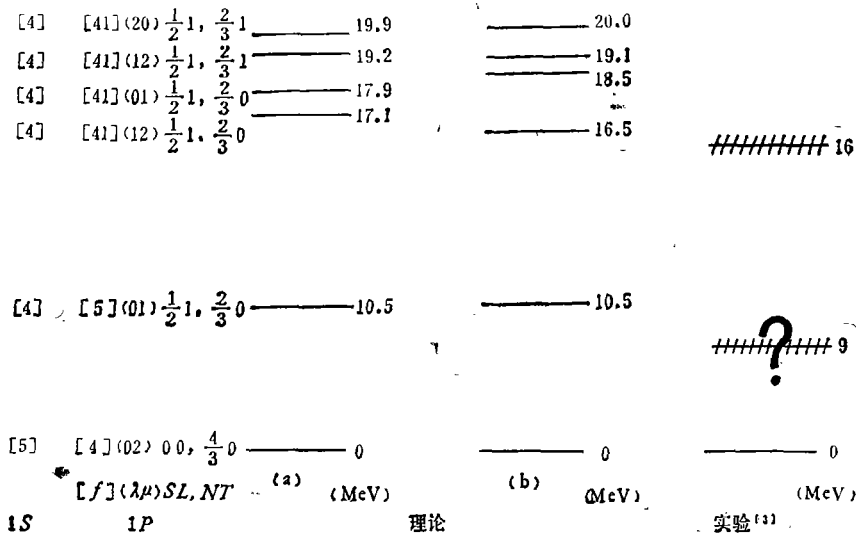 [4] [41](20) 1/2 1, 2/3 1 19.9 20.0
[4] [41](12) 1/2 1, 2/3 1 19.2 19.1
18.5
[4] [41](01) 1/2 1, 2/3 0 17.9
17.1
[4] [41](12) 1/2 1, 2/3 0 16.5
16
[4] [5](01) 1/2 1, 2/3 0 10.5 10.5
? 9
[5] [4](02) 0 0, 4/3 0 0 0 0
[f](λμ)SL, NT (a) (MeV) (b) (MeV) (MeV)
1S 1P 理论 实验[3]